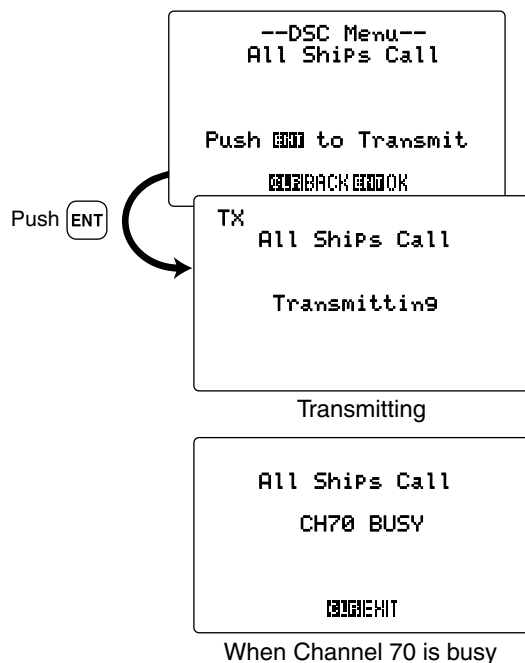 --DSC Menu--
All Ships Call
Push ENT to Transmit
CLR BACK ENT OK
Push ENT
TX
All Ships Call
Transmitting
Transmitting
All Ships Call
CH70 BUSY
CLR EXIT
When Channel 70 is busy